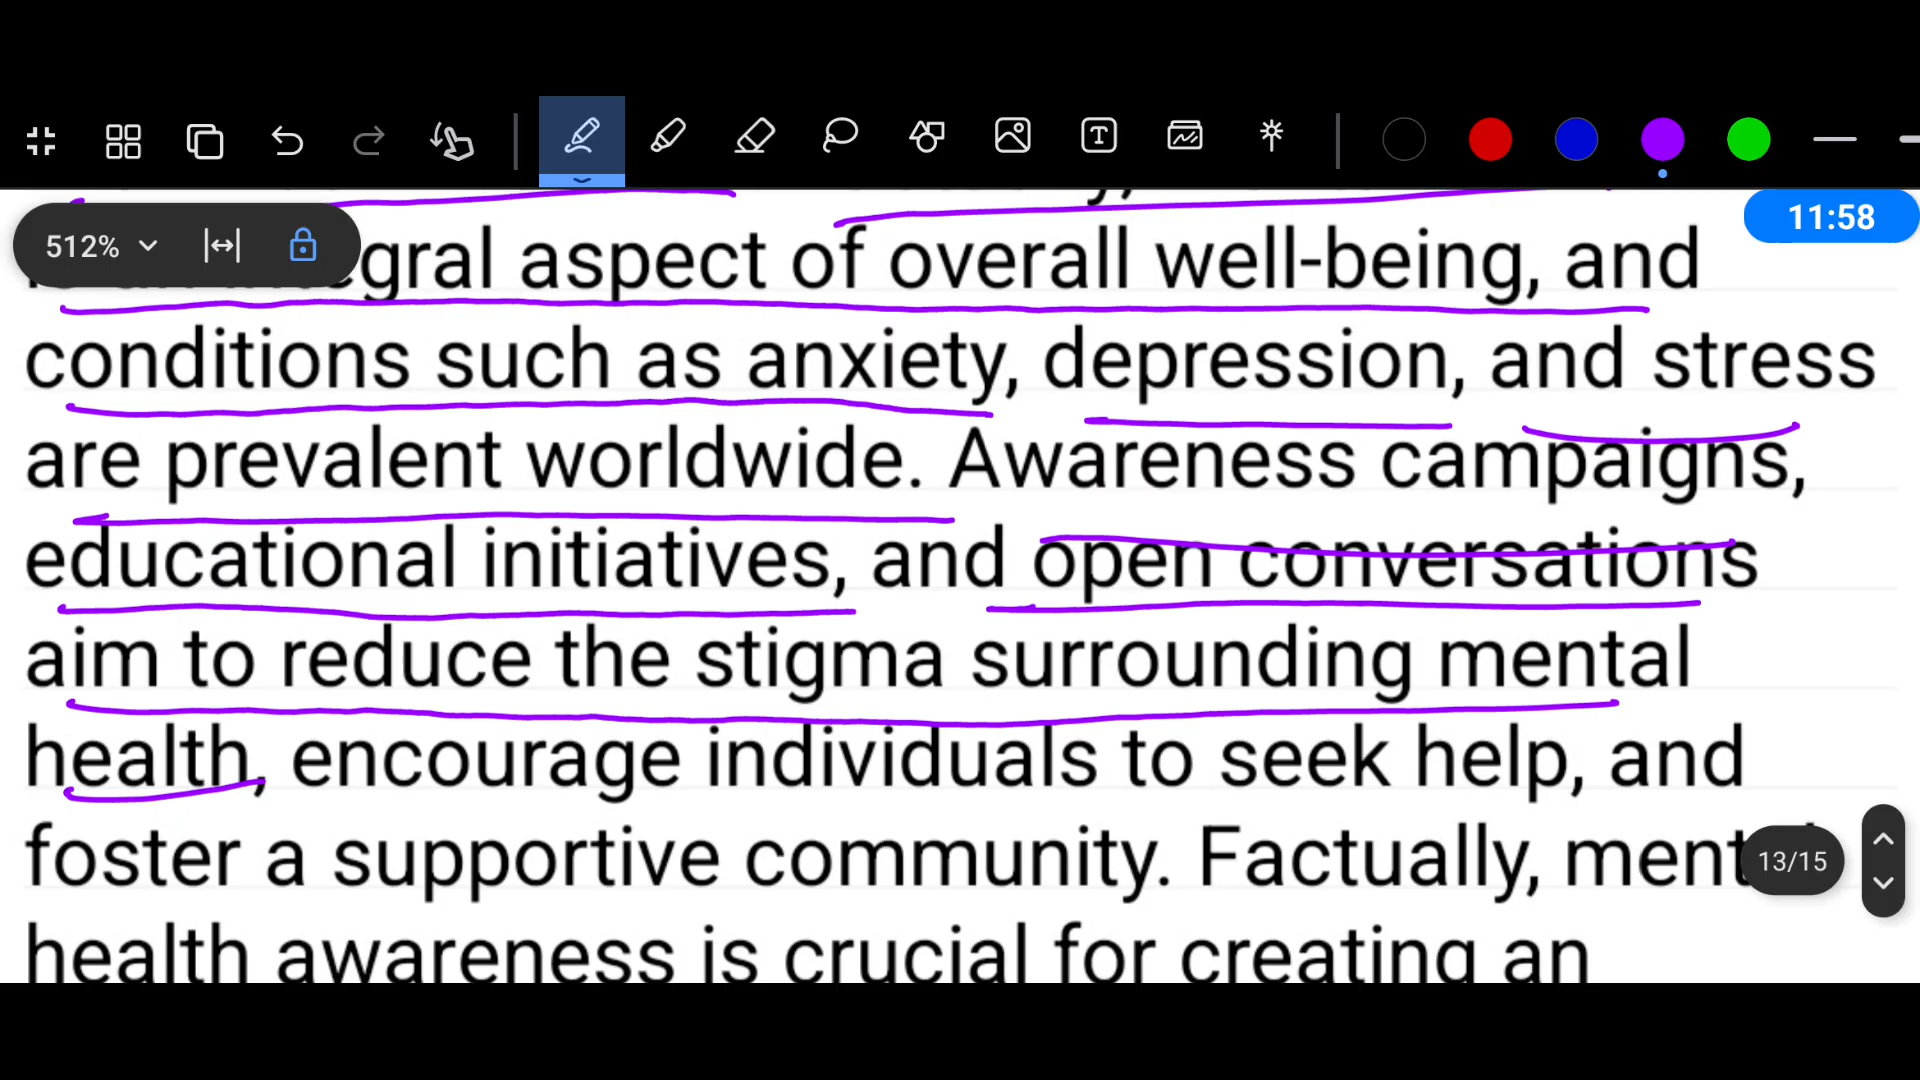 512%
11:58
gral aspect of overall well-being, and
conditions such as anxiety, depression, and stress
are prevalent worldwide. Awareness campaigns,
educational initiatives, and open conversations
aim to reduce the stigma surrounding mental
health, encourage individuals to seek help, and
foster a supportive community. Factually, ment
13/15
health awareness is crucial for creating an